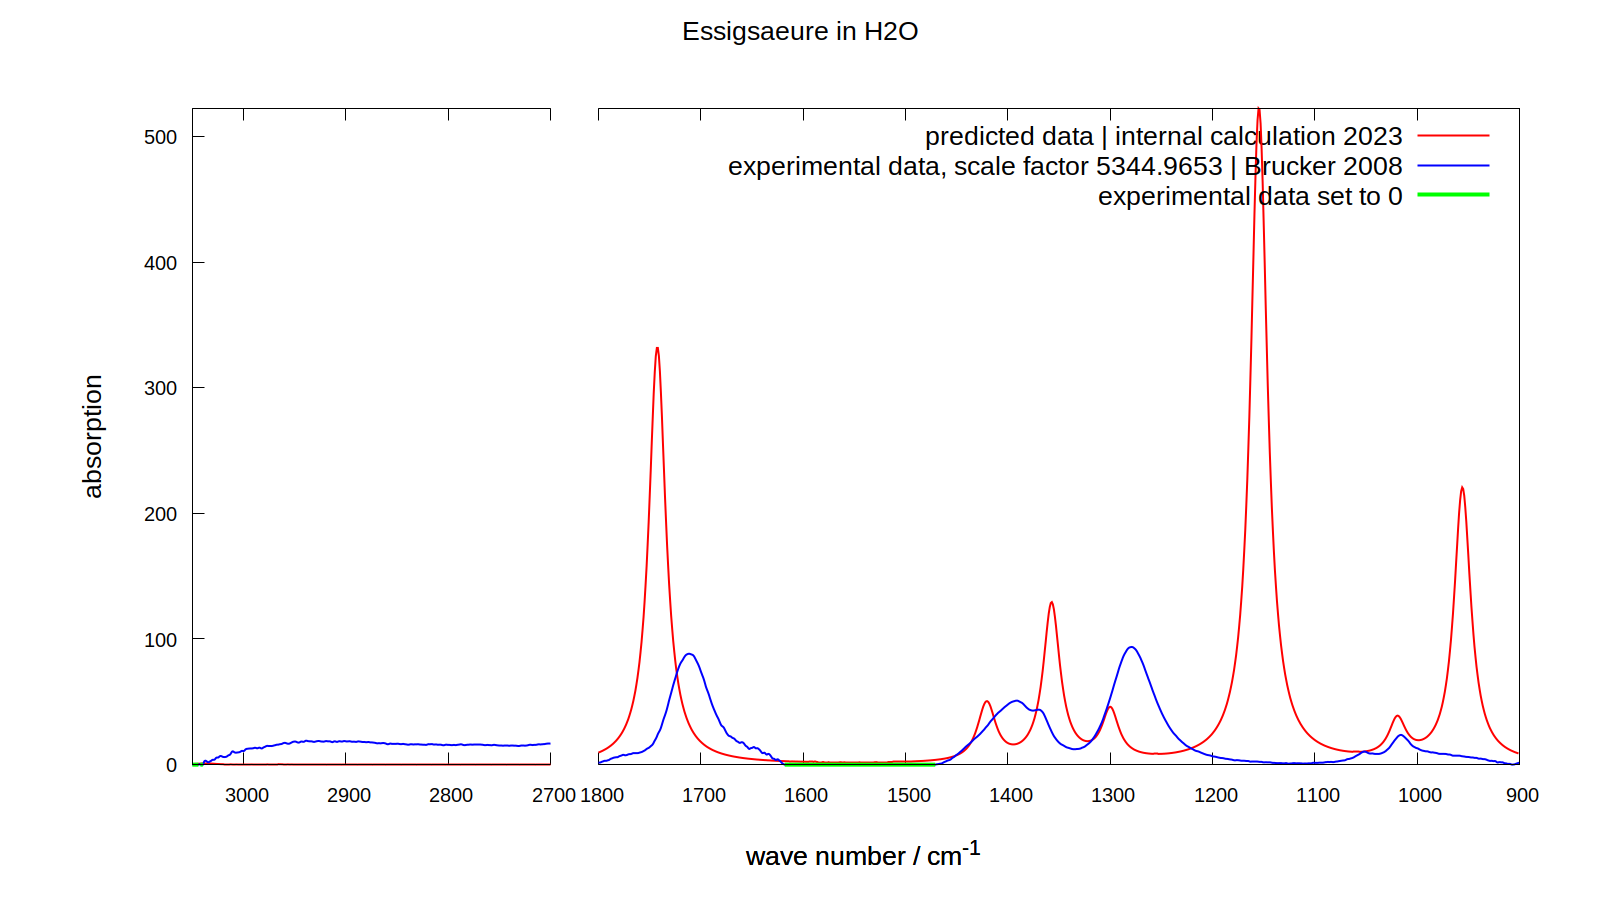 Essigsaeure in H2O
predicted data | internal calculation 2023
experimental data, scale factor 5344.9653 | Brucker 2008
experimental data set to 0
500
400
300
200
100
0
absorption
3000 2900 2800 2700 1800 1700 1600 1500 1400 1300 1200 1100 1000 900
wave number / cm-1